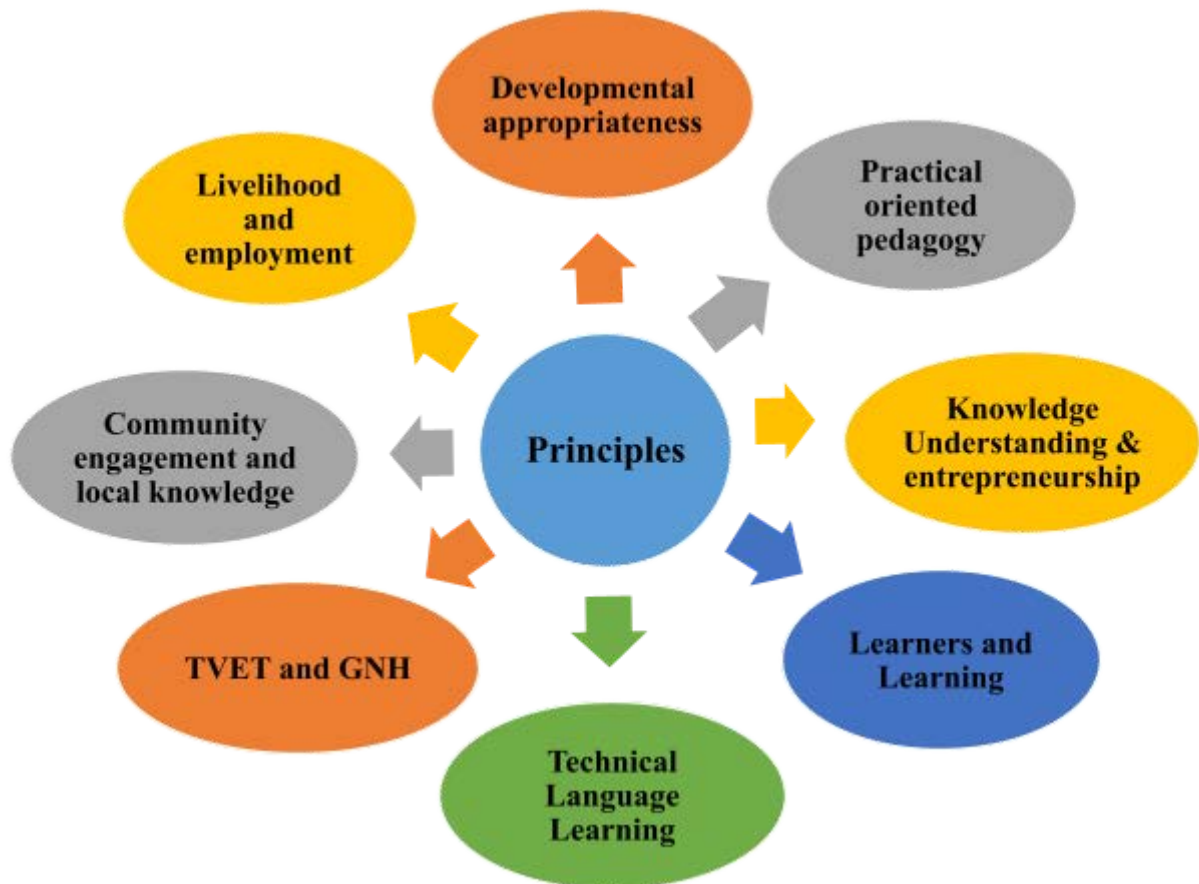 Developmental
appropriateness
Practical
oriented
pedagogy
Livelihood
and
employment
Principles
Knowledge
Understanding &
entrepreneurship
Community
engagement and
local knowledge
Learners and
Learning
TVET and GNH
Technical
Language
Learning